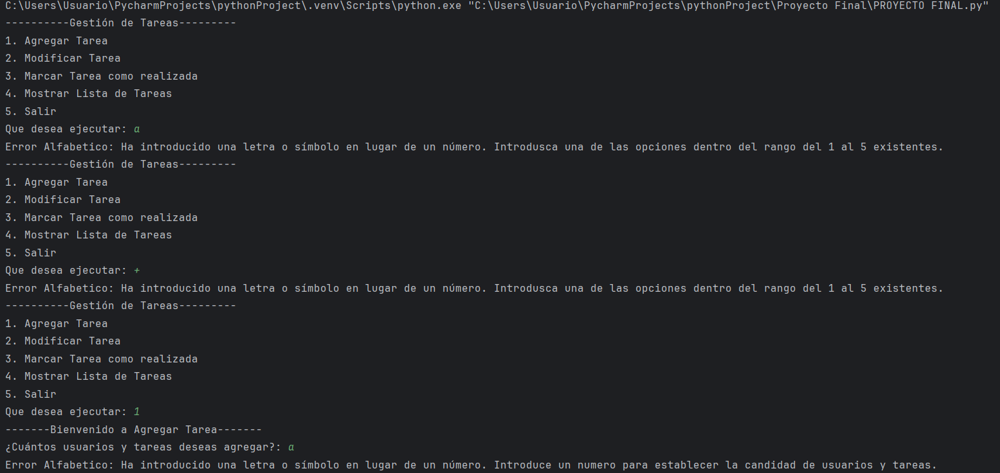 C:\Users\Usuario\PycharmProjects\pythonProject\.venv\Scripts\python.exe "C:\Users\Usuario\PycharmProjects\pythonProject\Proyecto Final\PROYECTO FINAL.py"
----------Gestión de Tareas---------
1. Agregar Tarea
2. Modificar Tarea
3. Marcar Tarea como realizada
4. Mostrar Lista de Tareas
5. Salir
Que desea ejecutar: a
Error Alfabetico: Ha introducido una letra o símbolo en lugar de un número. Introdusca una de las opciones dentro del rango del 1 al 5 existentes.
----------Gestión de Tareas---------
1. Agregar Tarea
2. Modificar Tarea
3. Marcar Tarea como realizada
4. Mostrar Lista de Tareas
5. Salir
Que desea ejecutar: +
Error Alfabetico: Ha introducido una letra o símbolo en lugar de un número. Introdusca una de las opciones dentro del rango del 1 al 5 existentes.
----------Gestión de Tareas---------
1. Agregar Tarea
2. Modificar Tarea
3. Marcar Tarea como realizada
4. Mostrar Lista de Tareas
5. Salir
Que desea ejecutar: 1
-------Bienvenido a Agregar Tarea-------
¿Cuántos usuarios y tareas deseas agregar?: a
Error Alfabetico: Ha introducido una letra o símbolo en lugar de un número. Introduce un numero para establecer la candidad de usuarios y tareas.